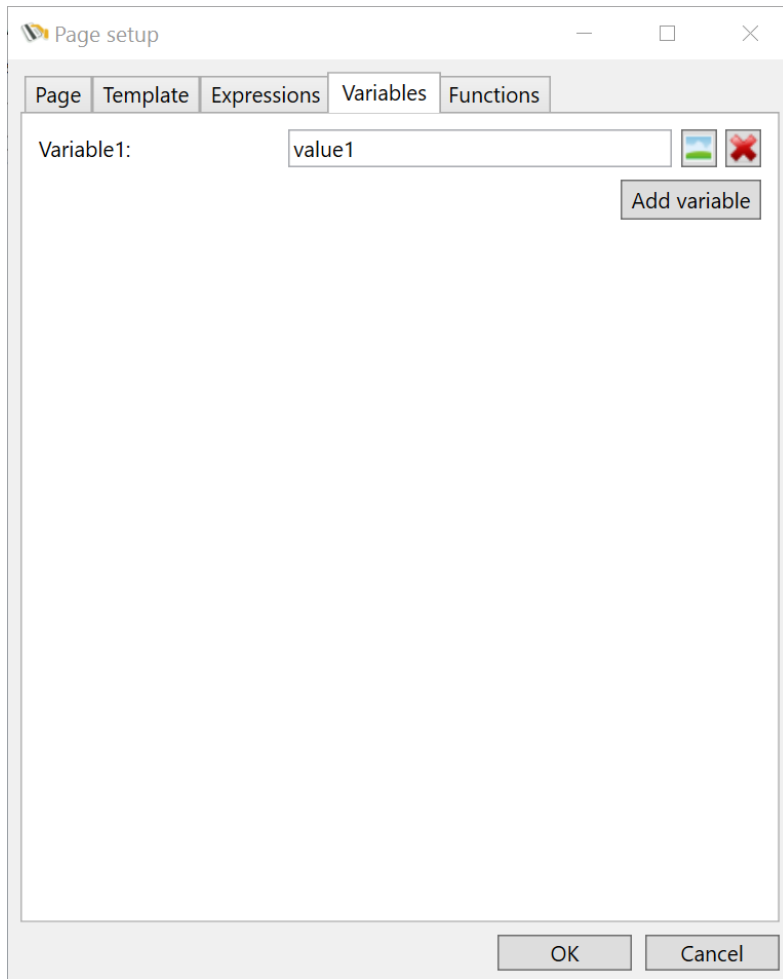 Page setup
Page Template Expressions Variables Functions
Variable1: value1
Add variable
OK Cancel